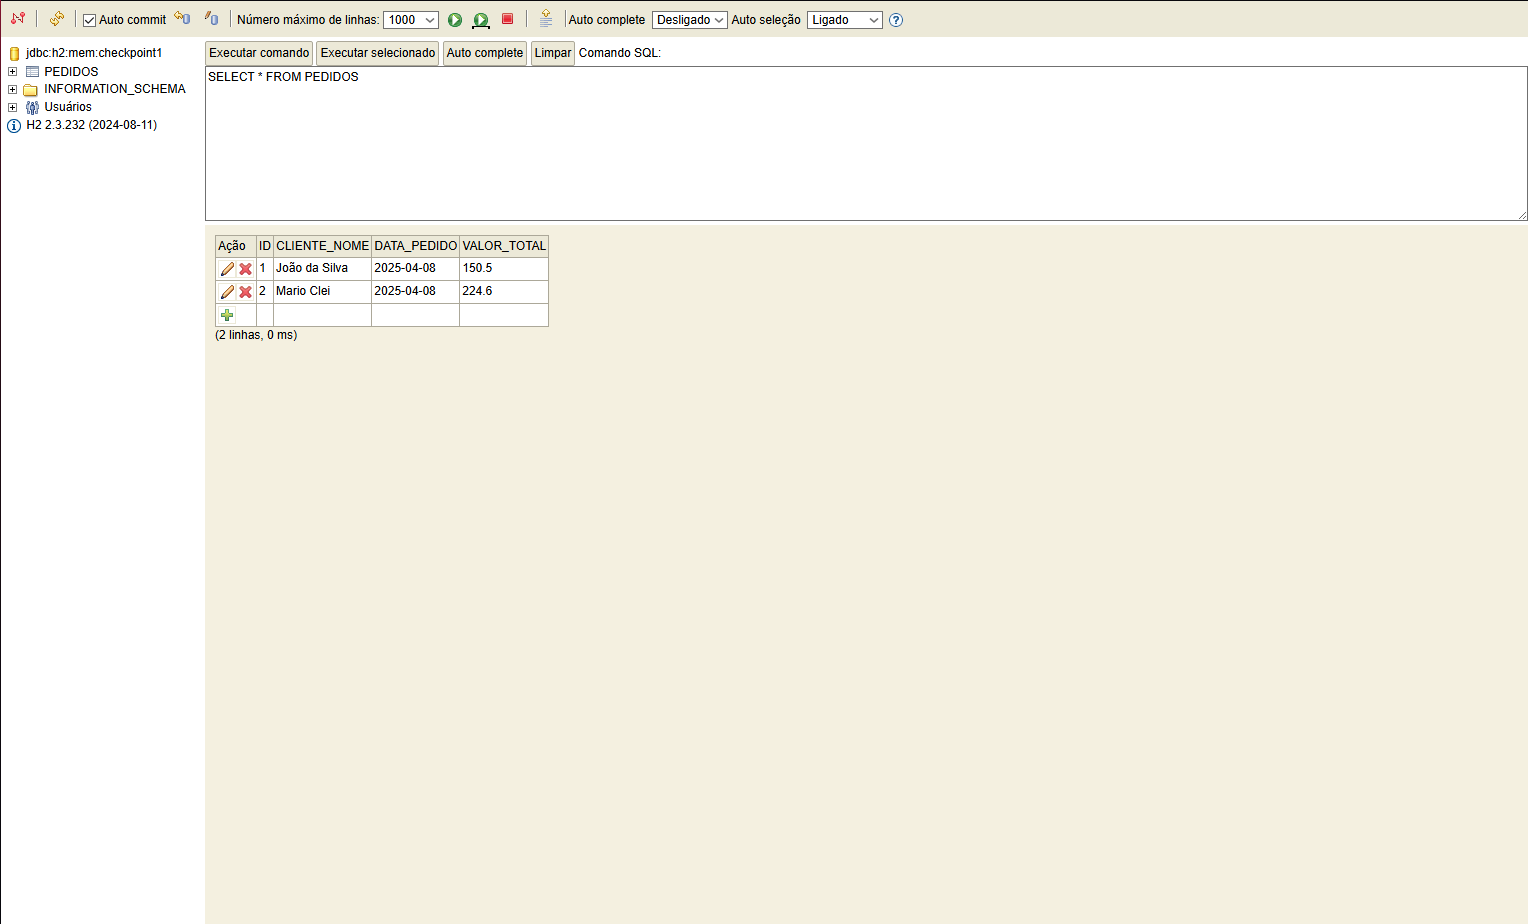 Auto commit Número máximo de linhas: 1000 Auto complete Desligado Auto seleção Ligado ?
jdbc:h2:mem:checkpoint1
PEDIDOS
INFORMATION_SCHEMA
Usuários
H2 2.3.232 (2024-08-11)
Executar comando Executar selecionado Auto complete Limpar Comando SQL:
SELECT * FROM PEDIDOS
Ação ID CLIENTE_NOME DATA_PEDIDO VALOR_TOTAL
1 João da Silva 2025-04-08 150.5
2 Mario Clei 2025-04-08 224.6
(2 linhas, 0 ms)